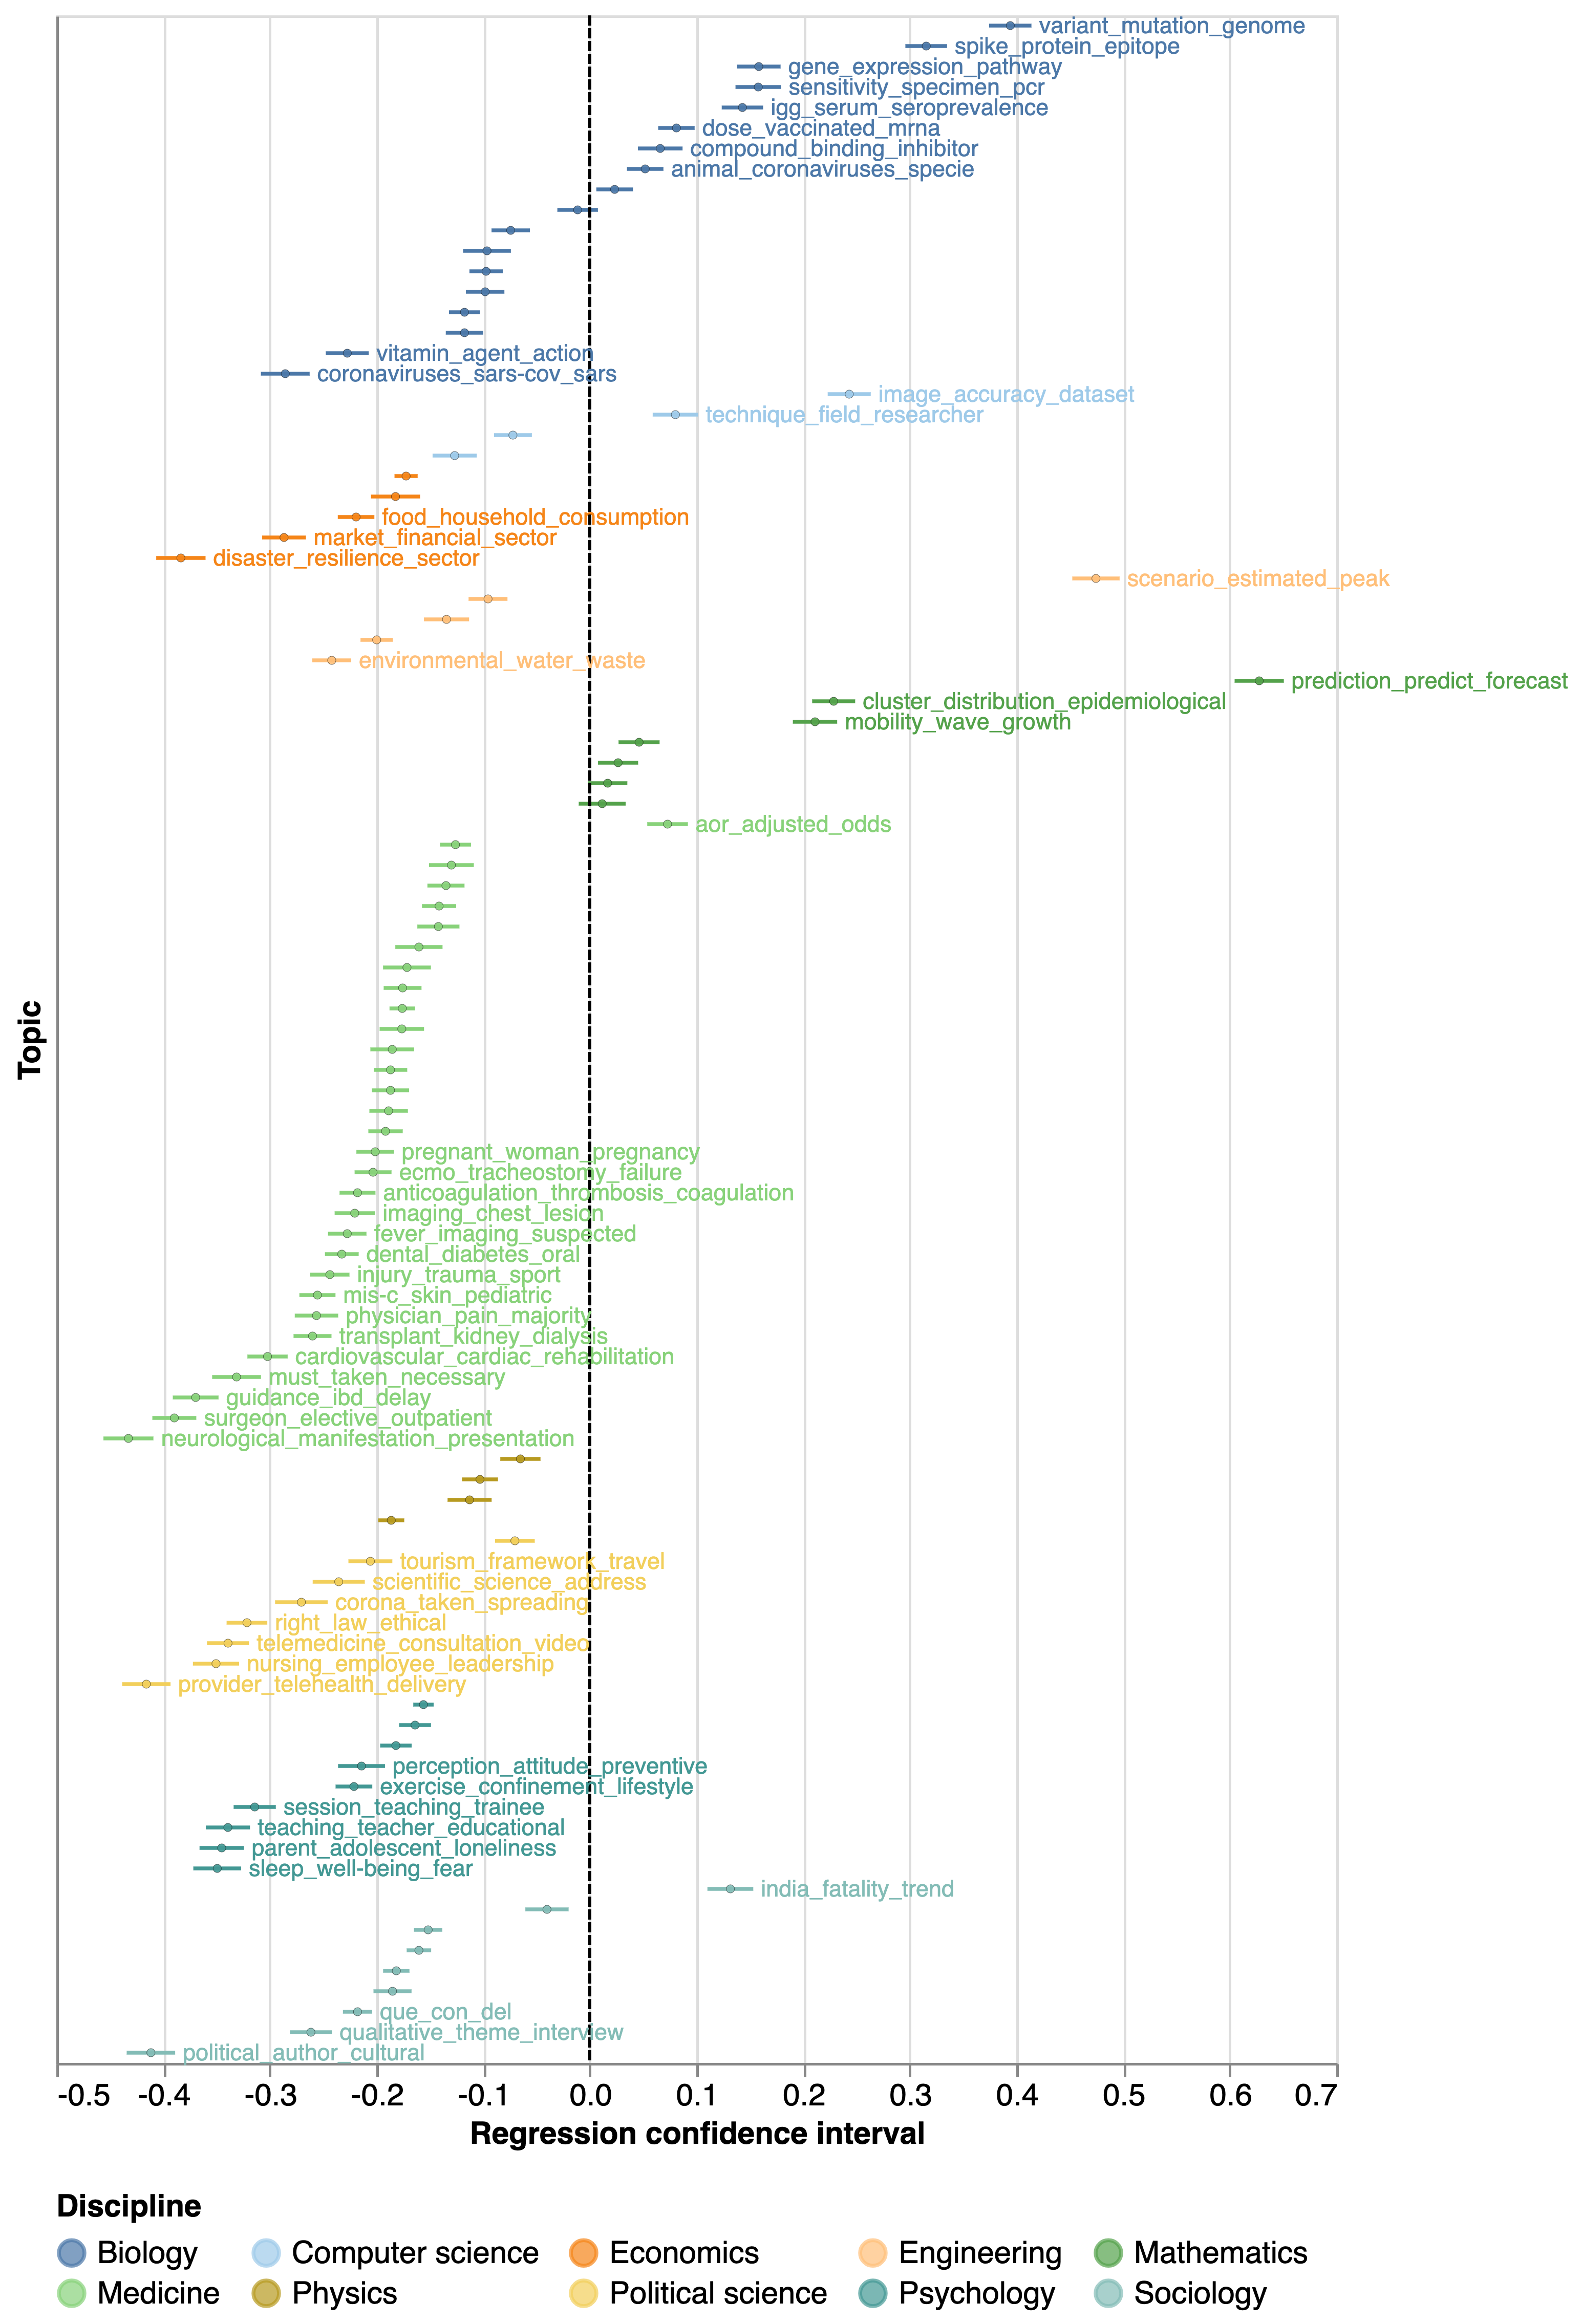 variant_mutation_genome
spike_protein_epitope
gene_expression_pathway
sensitivity_specimen_pcr
igg_serum_seroprevalence
dose_vaccinated_mrna
compound_binding_inhibitor
animal_coronaviruses_specie
vitamin_agent_action
coronaviruses_sars-cov_sars
image_accuracy_dataset
technique_field_researcher
food_household_consumption
market_financial_sector
disaster_resilience_sector
scenario_estimated_peak
environmental_water_waste
prediction_predict_forecast
cluster_distribution_epidemiological
mobility_wave_growth
aor_adjusted_odds
Topic
pregnant_woman_pregnancy
ecmo_tracheostomy_failure
anticoagulation_thrombosis_coagulation
imaging_chest_lesion
fever_imaging_suspected
dental_diabetes_oral
injury_trauma_sport
mis-c_skin_pediatric
physician_pain_majority
transplant_kidney_dialysis
cardiovascular_cardiac_rehabilitation
must_taken_necessary
guidance_ibd_delay
surgeon_elective_outpatient
neurological_manifestation_presentation
tourism_framework_travel
scientific_science_address
corona_taken_spreading
right_law_ethical
telemedicine_consultation_video
nursing_employee_leadership
provider_telehealth_delivery
perception_attitude_preventive
exercise_confinement_lifestyle
session_teaching_trainee
teaching_teacher_educational
parent_adolescent_loneliness
sleep_well-being_fear
india_fatality_trend
que_con_del
qualitative_theme_interview
political_author_cultural
-0.5 -0.4 -0.3 -0.2 -0.1 0.0 0.1 0.2 0.3 0.4 0.5 0.6 0.7
Regression confidence interval
Discipline
Biology Computer science Economics Engineering Mathematics
Medicine Physics Political science Psychology Sociology